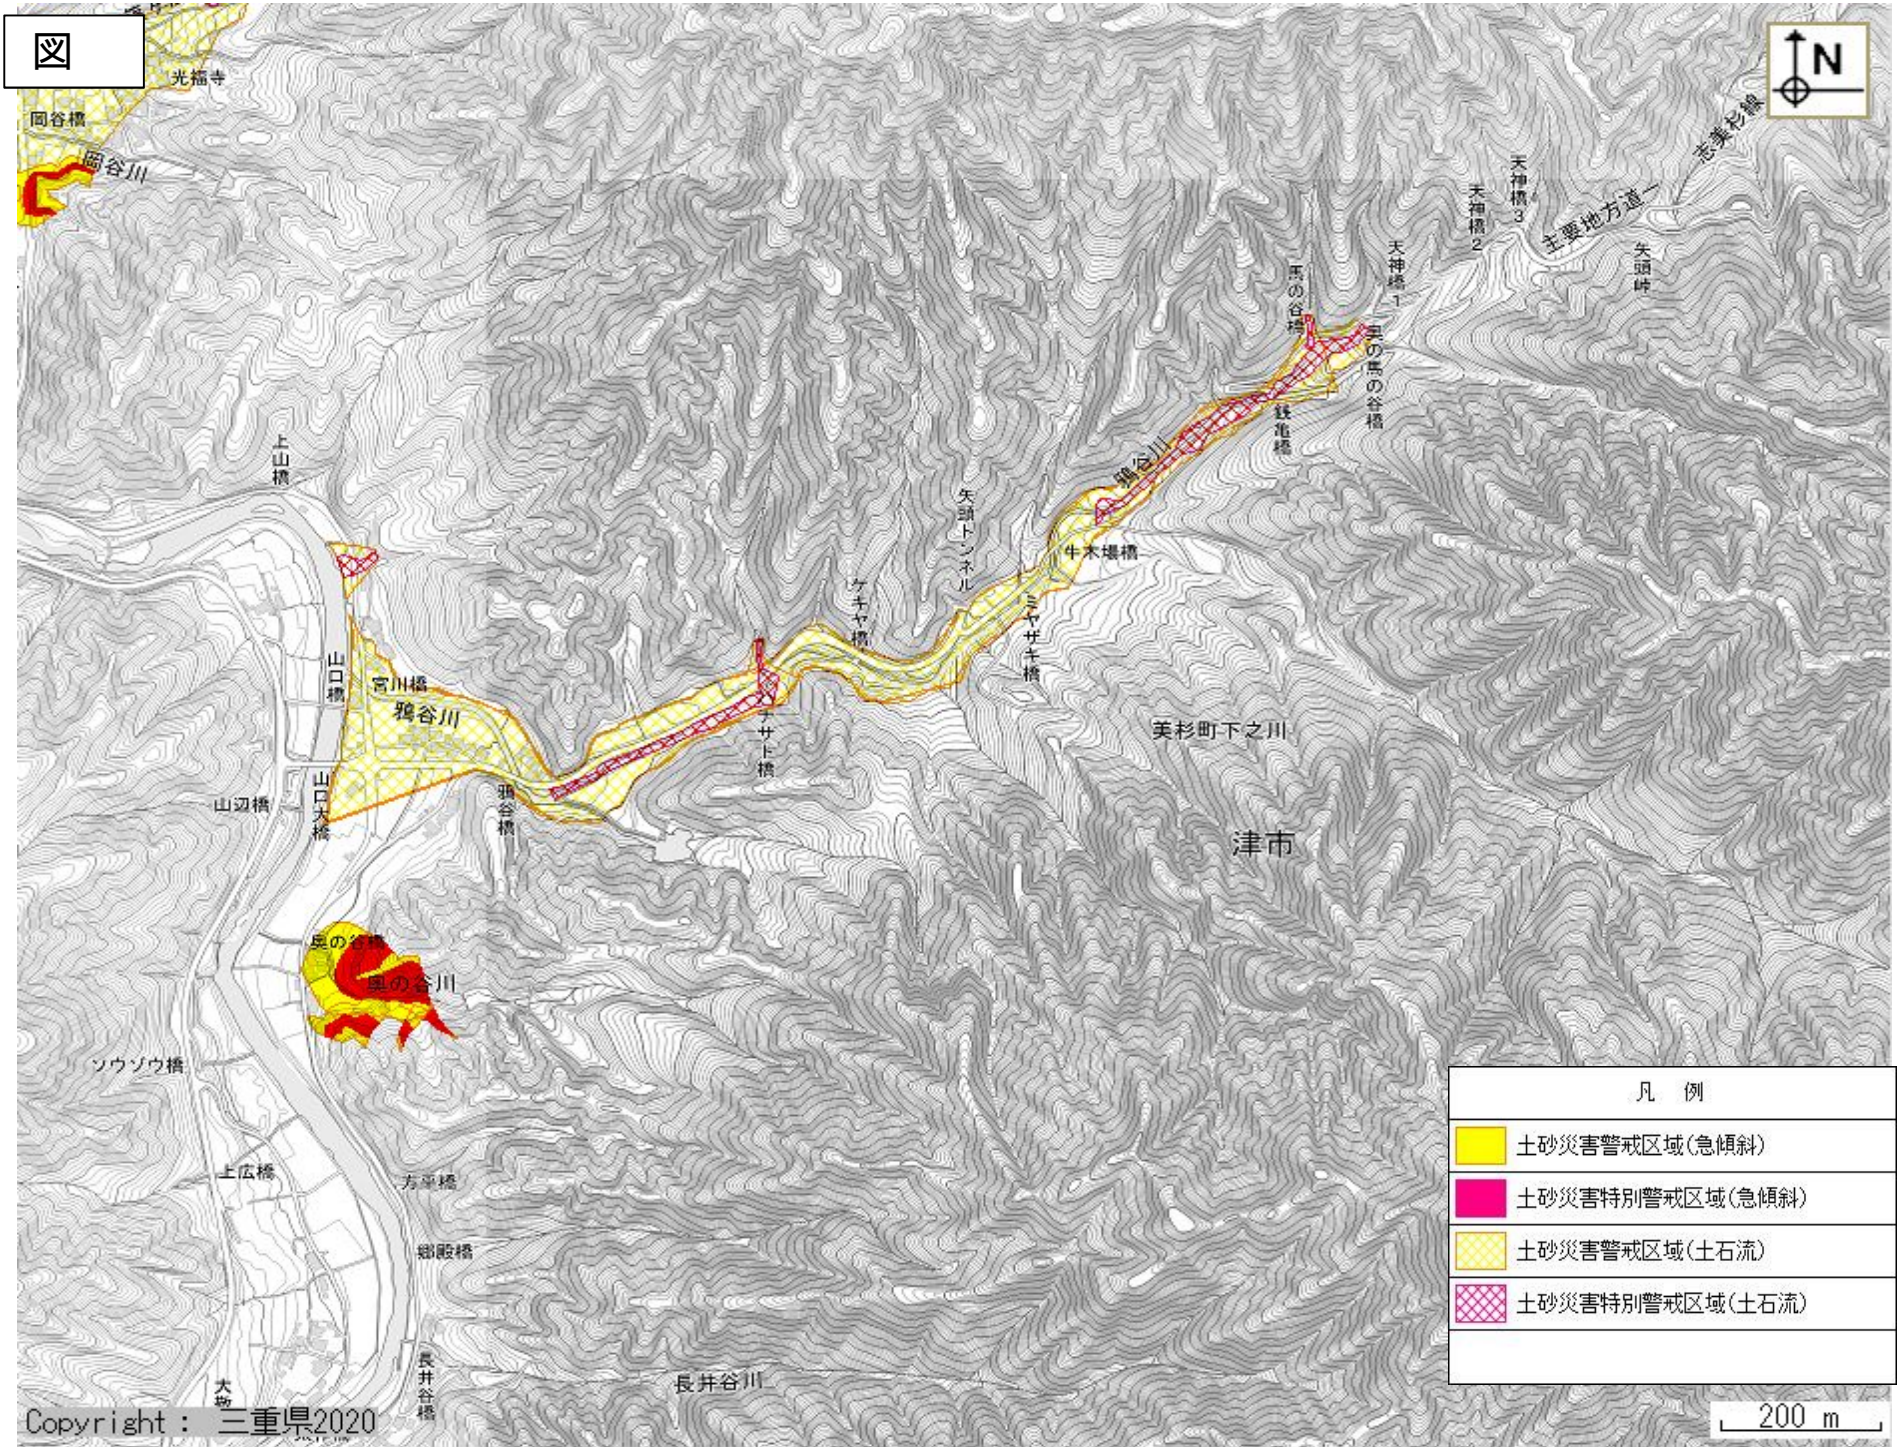 図
光福寺
岡谷橋
岡谷川
N
志美杉線
主要地方道一
天神橋3
天神橋2
天神橋1
矢頭峠
馬の谷橋
奥の馬の谷橋
銭亀橋
鴉谷川
上山橋
矢頭トンネル
牛木場橋
ケキヤ橋
ミヤザキ橋
山口橋
宮川橋
鴉谷川
ナサト橋
美杉町下之川
山辺橋
山口大橋
鴉谷橋
津市
奥の谷橋
奥の谷川
ソウゾウ橋
上広橋
方平橋
郷殿橋
長井谷橋
長井谷川
凡 例
土砂災害警戒区域(急傾斜)
土砂災害特別警戒区域(急傾斜)
土砂災害警戒区域(土石流)
土砂災害特別警戒区域(土石流)
200 m
Copyright : 三重県2020